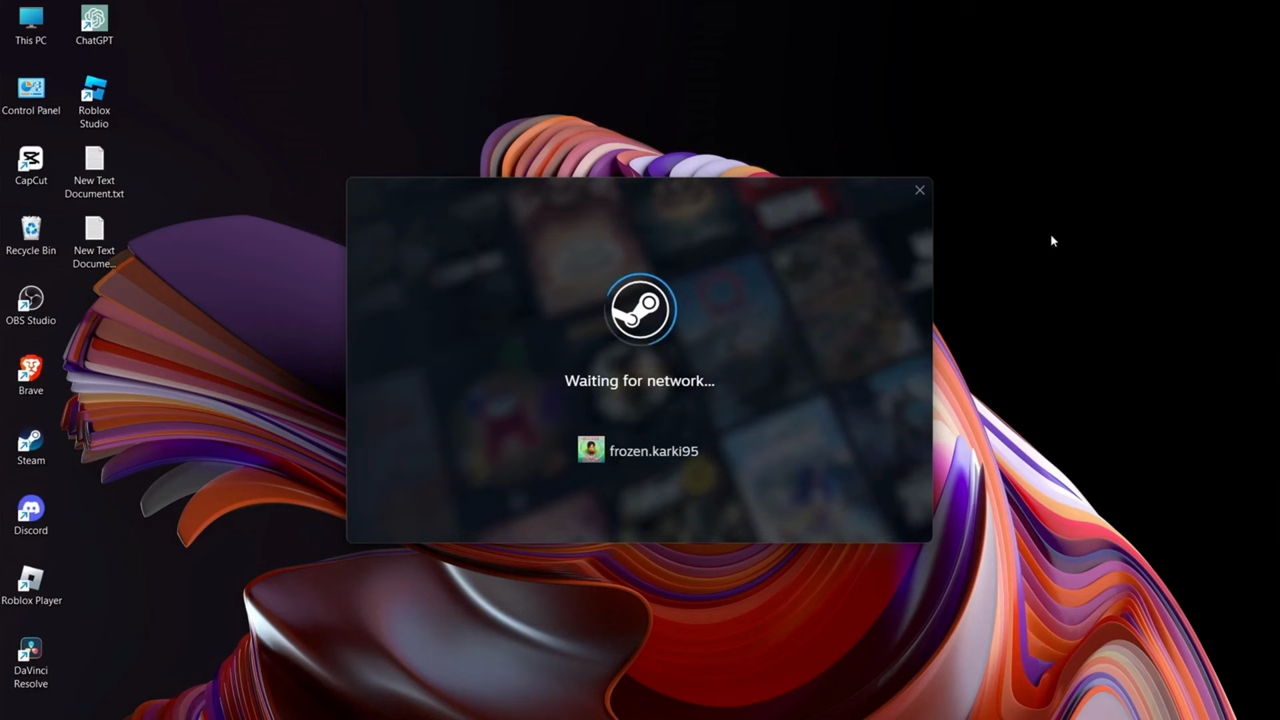 This PC
ChatGPT
Control Panel
Roblox
Studio
CapCut
New Text
Document.txt
Recycle Bin
New Text
Docume...
OBS Studio
Brave
Steam
Discord
Roblox Player
DaVinci
Resolve
Waiting for network...
frozen.karki95